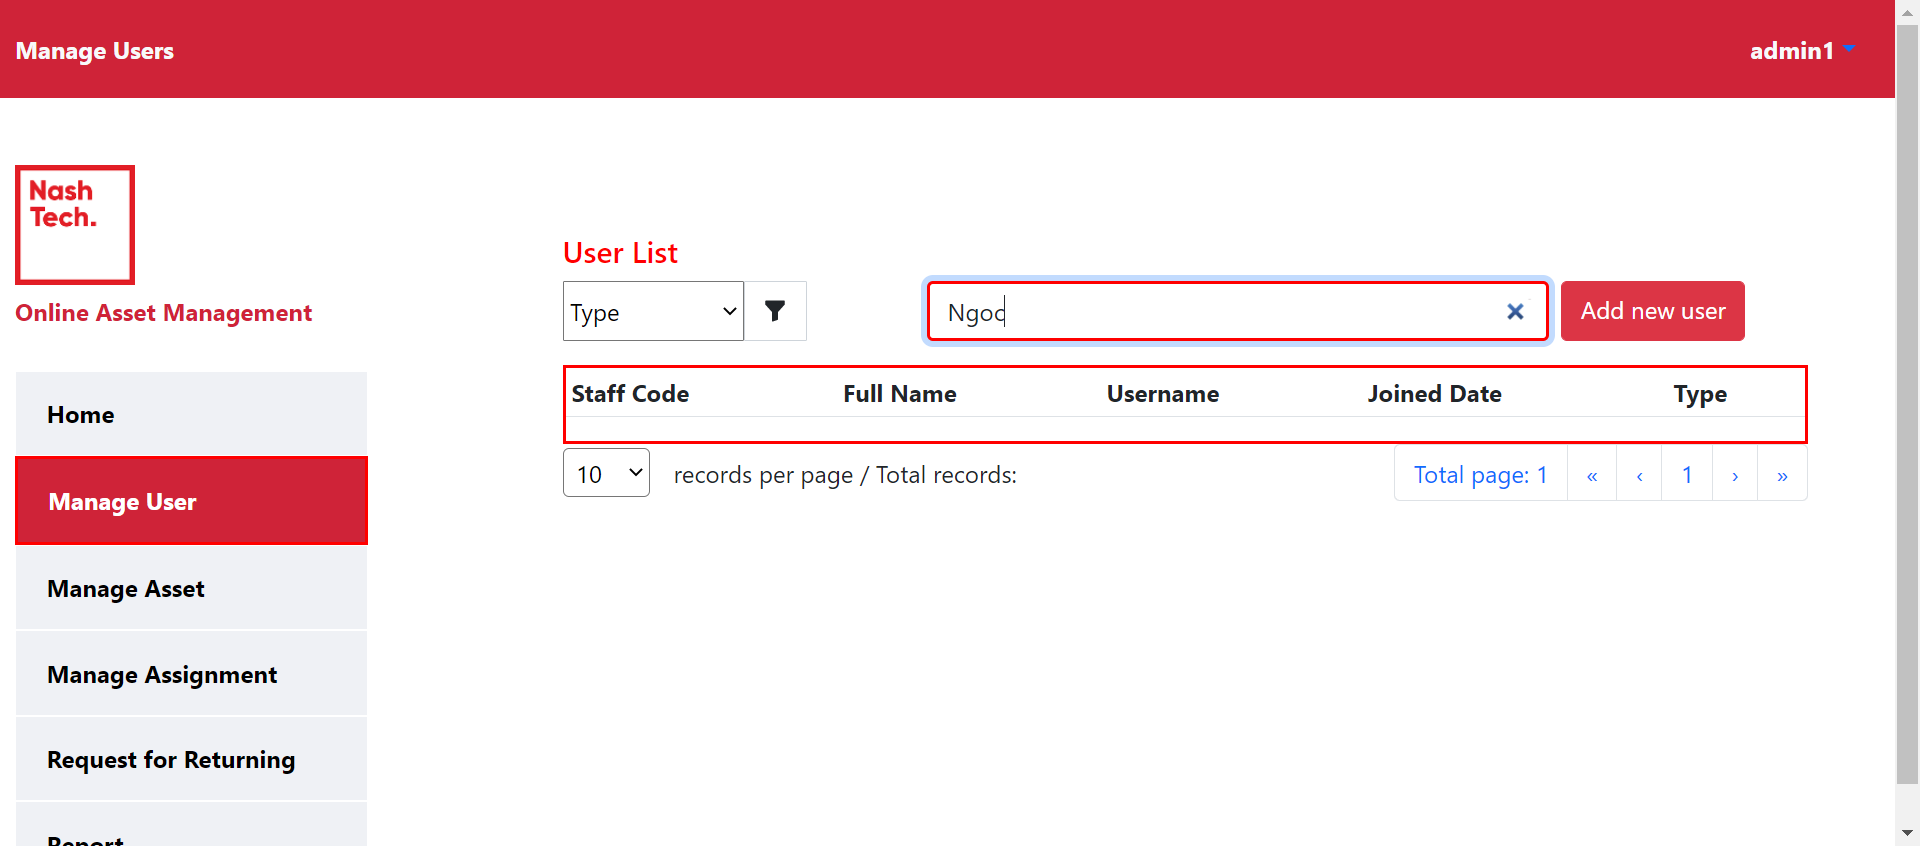 Manage Users
admin1
Nash
Tech.
Online Asset Management
Home
Manage User
Manage Asset
Manage Assignment
Request for Returning
Report
User List
Type
Ngoc
Add new user
Staff Code Full Name Username Joined Date Type
10 records per page / Total records:
Total page: 1 « ‹ 1 › »